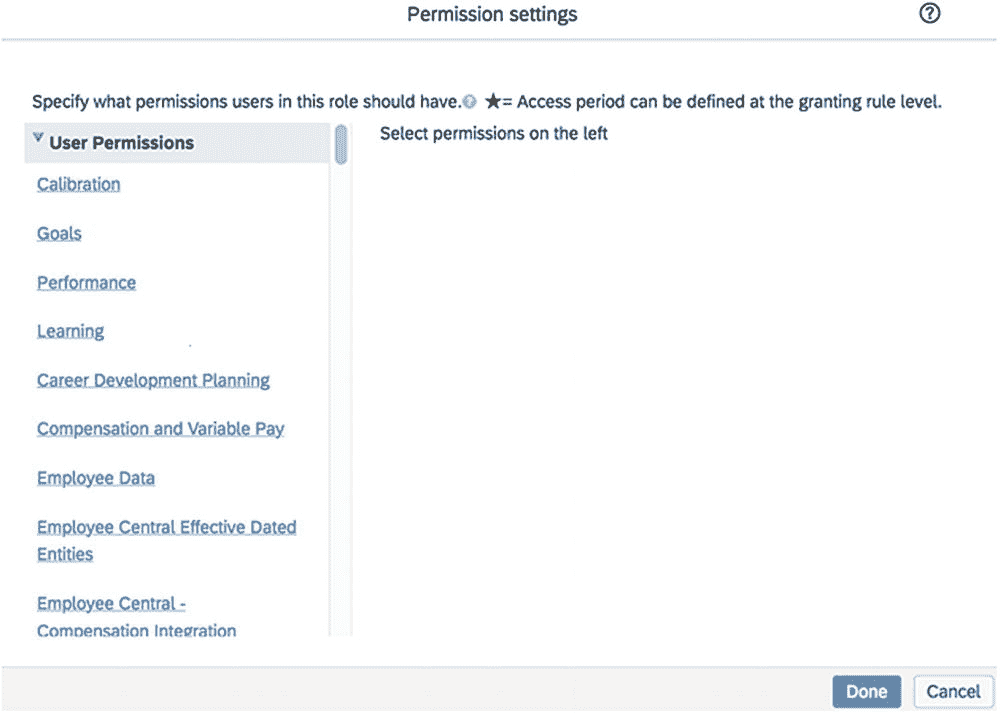 Permission settings
Specify what permissions users in this role should have. ★= Access period can be defined at the granting rule level.
User Permissions
Select permissions on the left
Calibration
Goals
Performance
Learning
Career Development Planning
Compensation and Variable Pay
Employee Data
Employee Central Effective Dated
Entities
Employee Central -
Compensation Integration
Done
Cancel